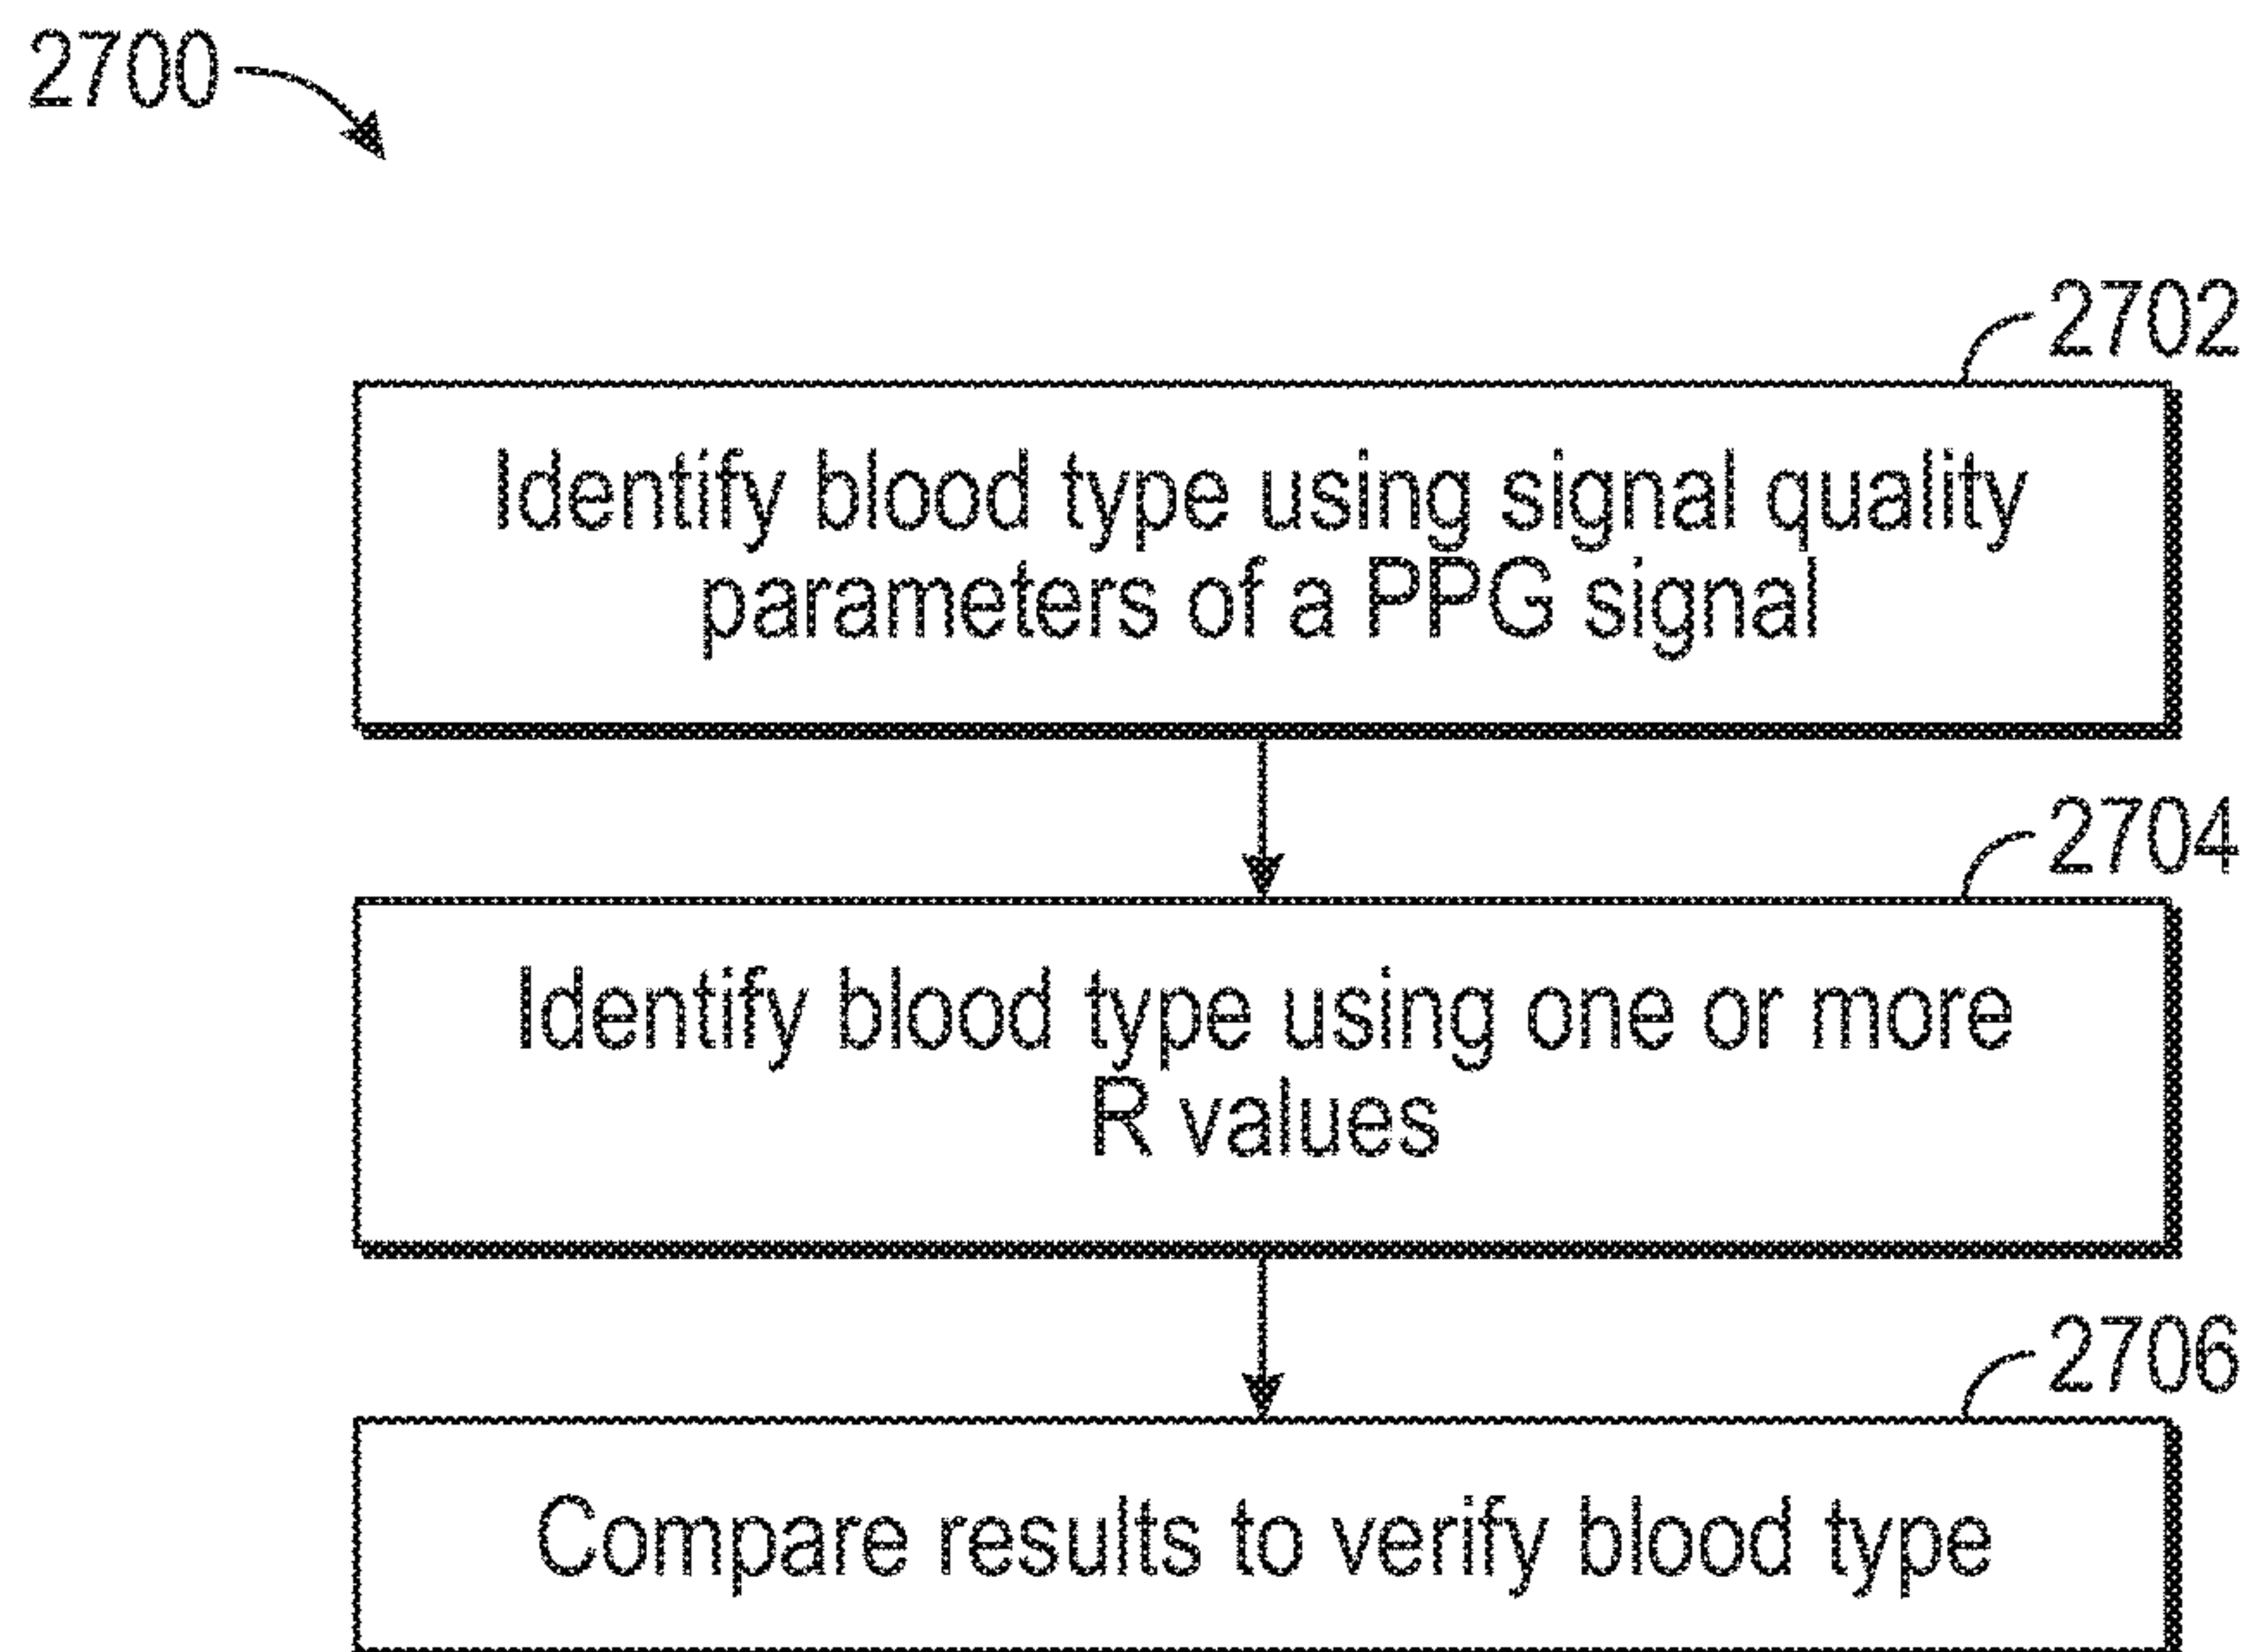 2700
2702
Identify blood type using signal quality
parameters of a PPG signal
2704
Identify blood type using one or more
R values
2706
Compare results to verify blood type